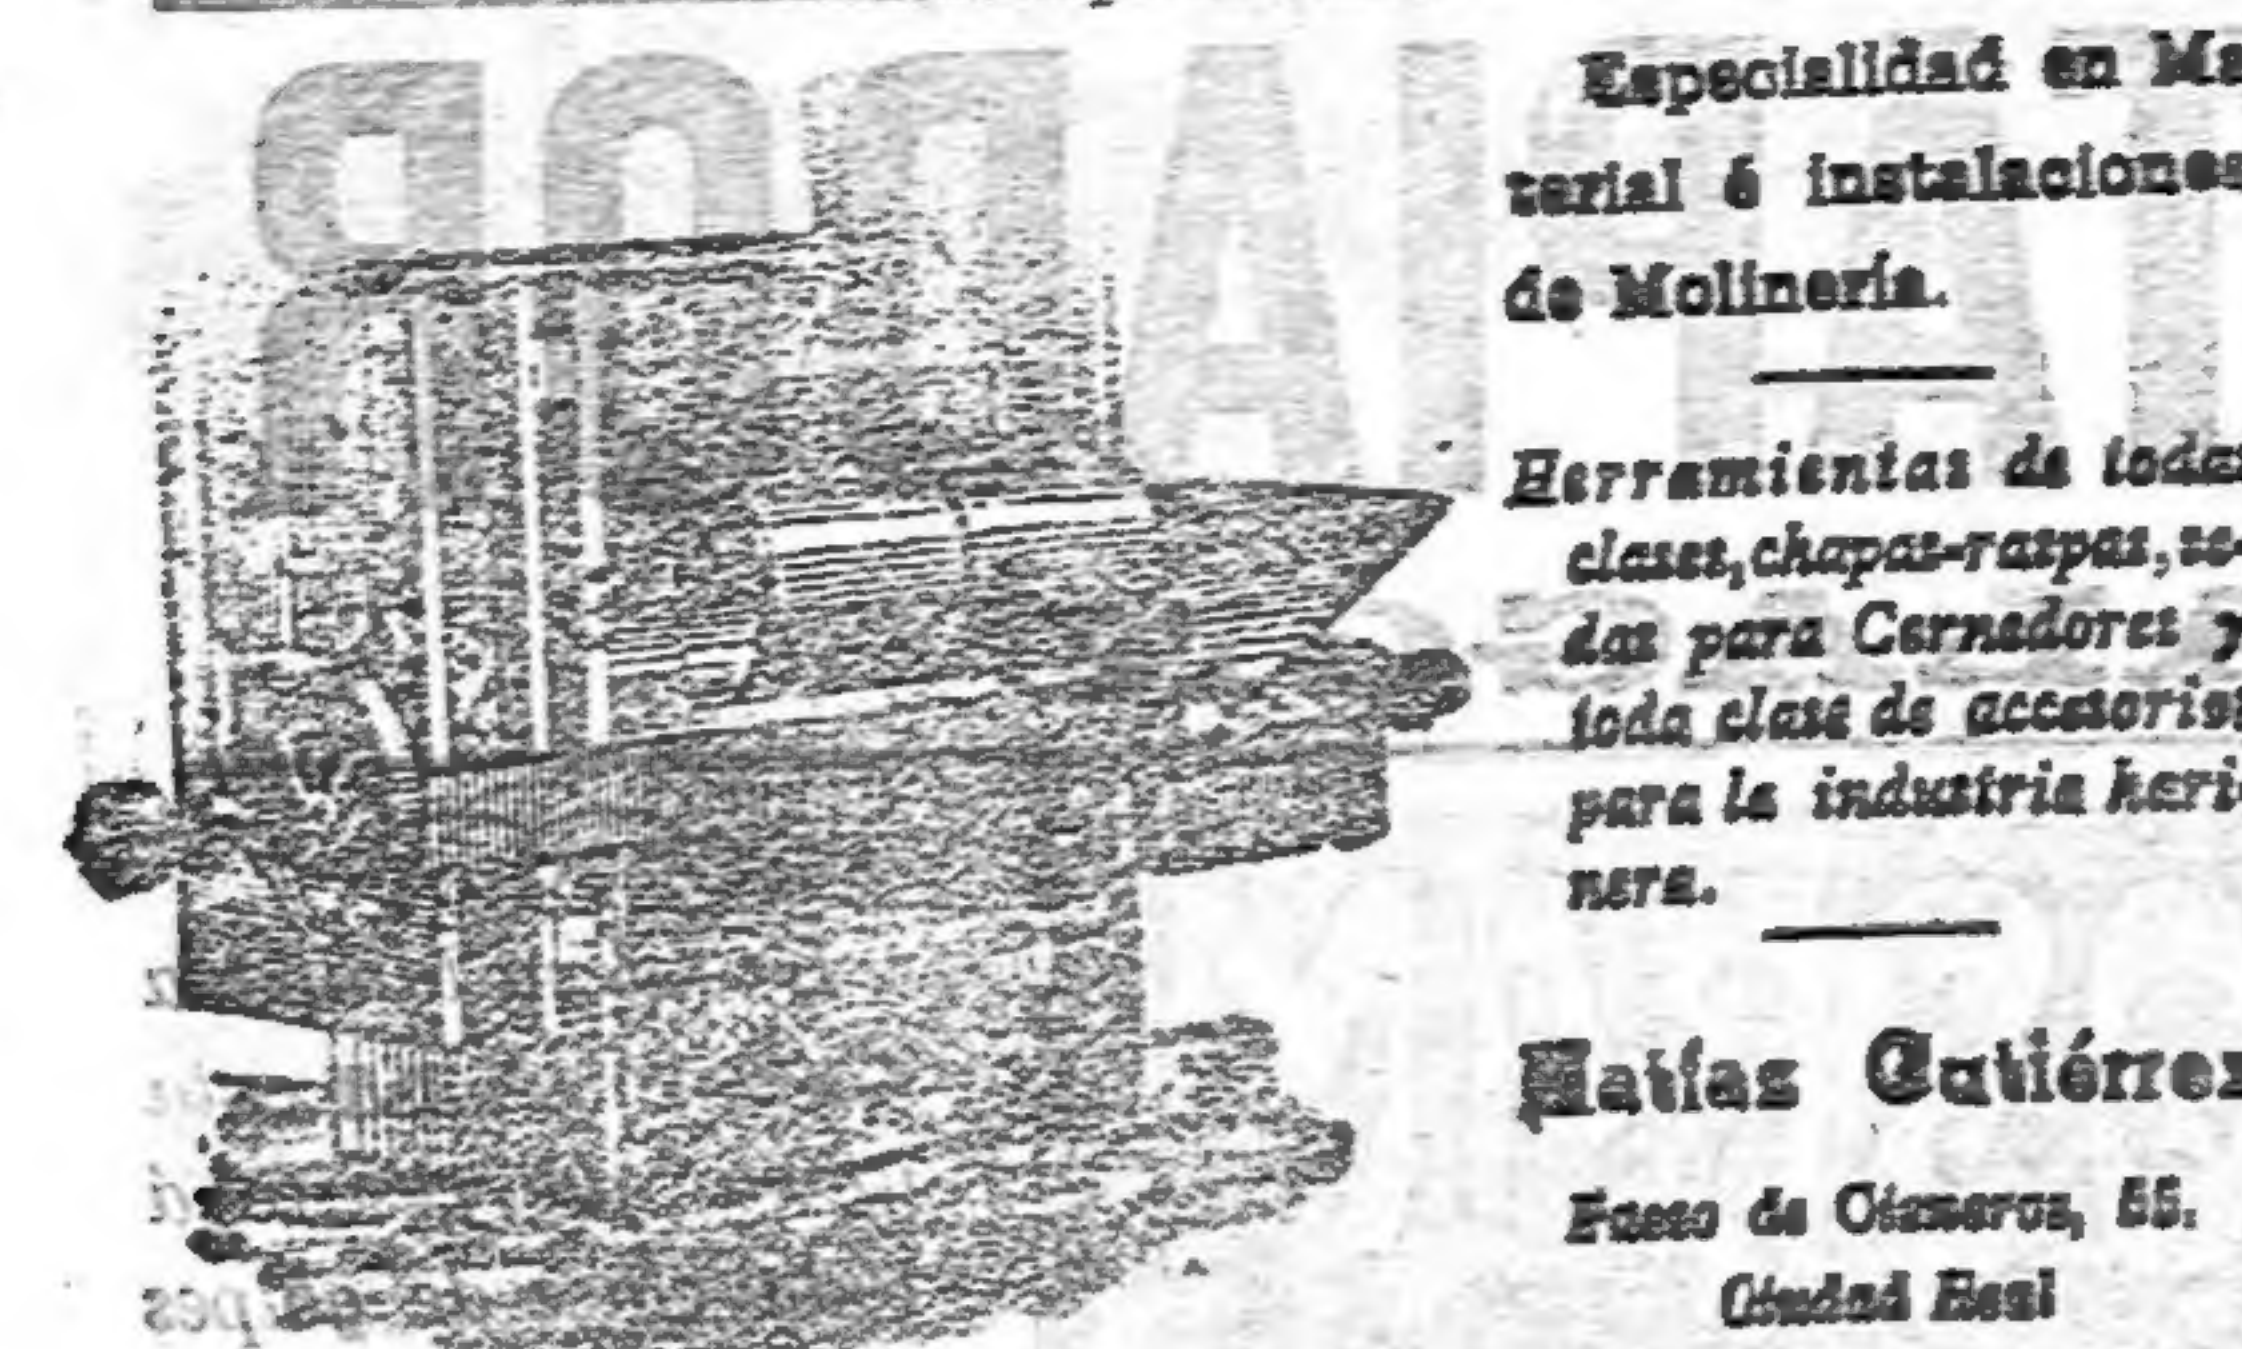 Especialidad en Ma
terial é instalaciones
de Molinería.
Herramientas de todas
clases, chapas-raspas, se-
das para Cernedores y
toda clase de accesorios
para la industria hari-
nera.
Matías Gutiérrez
Paseo de Cisneros, 55.
Ciudad Real